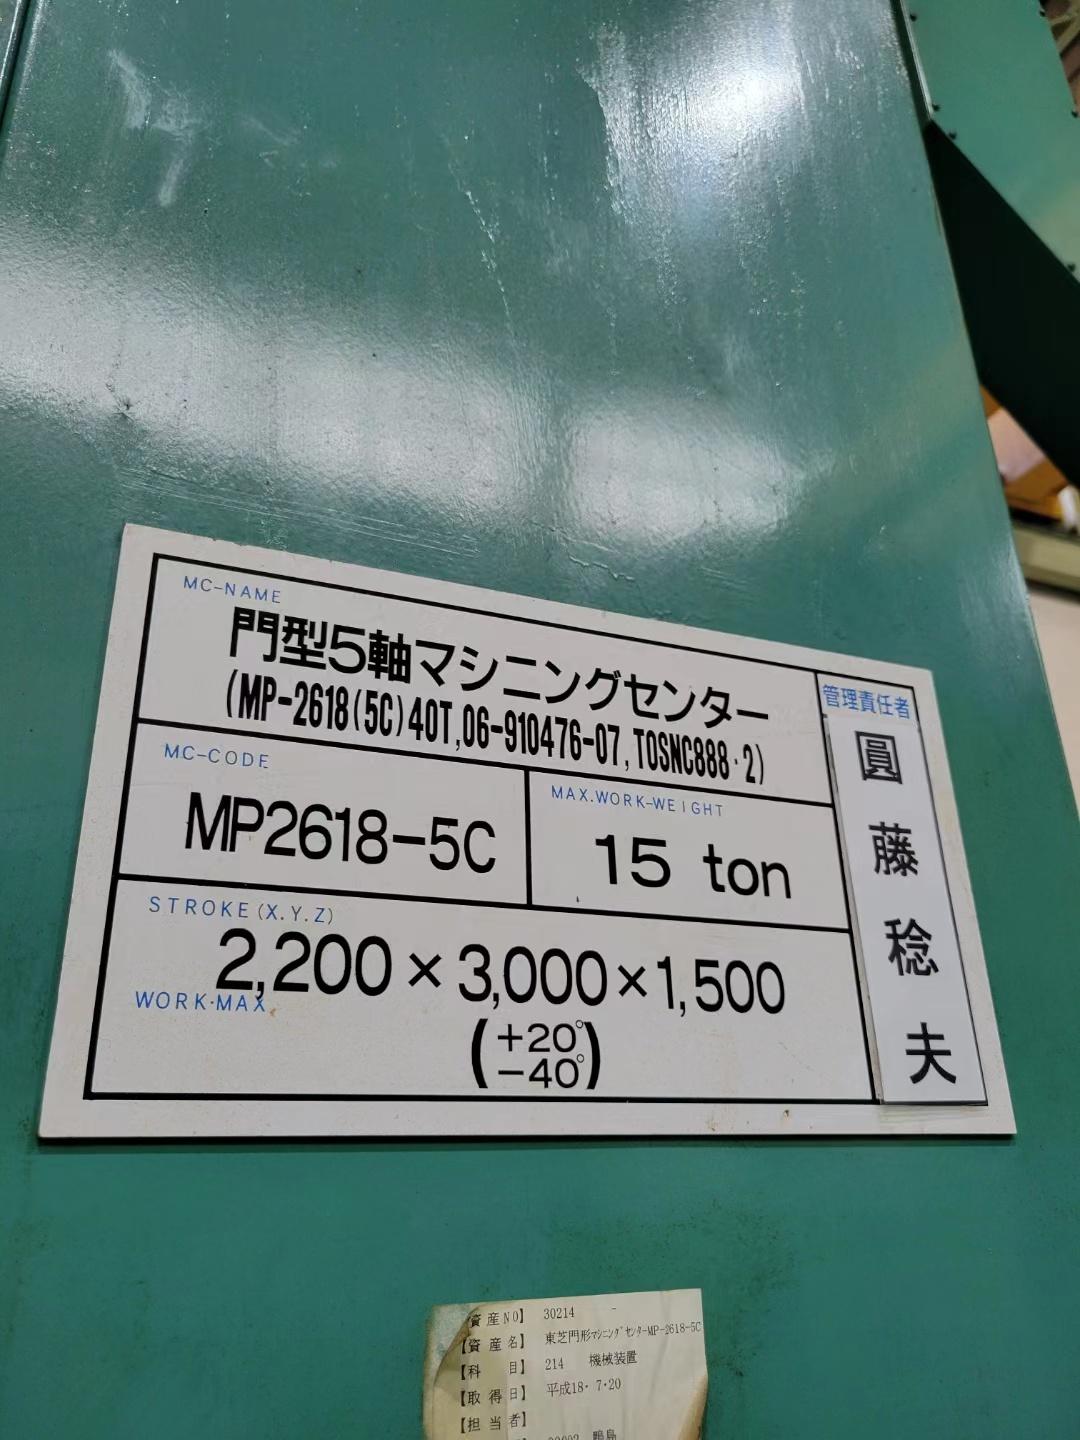 MC-NAME
門型5軸マシニングセンター
(MP-2618(5C)40T,06-910476-07,TOSNC888·2)
管理責任者
圓藤稔夫
MC-CODE
MP2618-5C
MAX.WORK-WEIGHT
15 ton
STROKE(X.Y.Z)
2,200×3,000×1,500
WORK·MAX
(+20°
-40°)
資産NO】 30214 -
【資産名】 東芝門形マシニングセンターMP-2618-5C
【科 目】 214 機械装置
【取得日】 平成18・7・20
【担当者】
鴨島